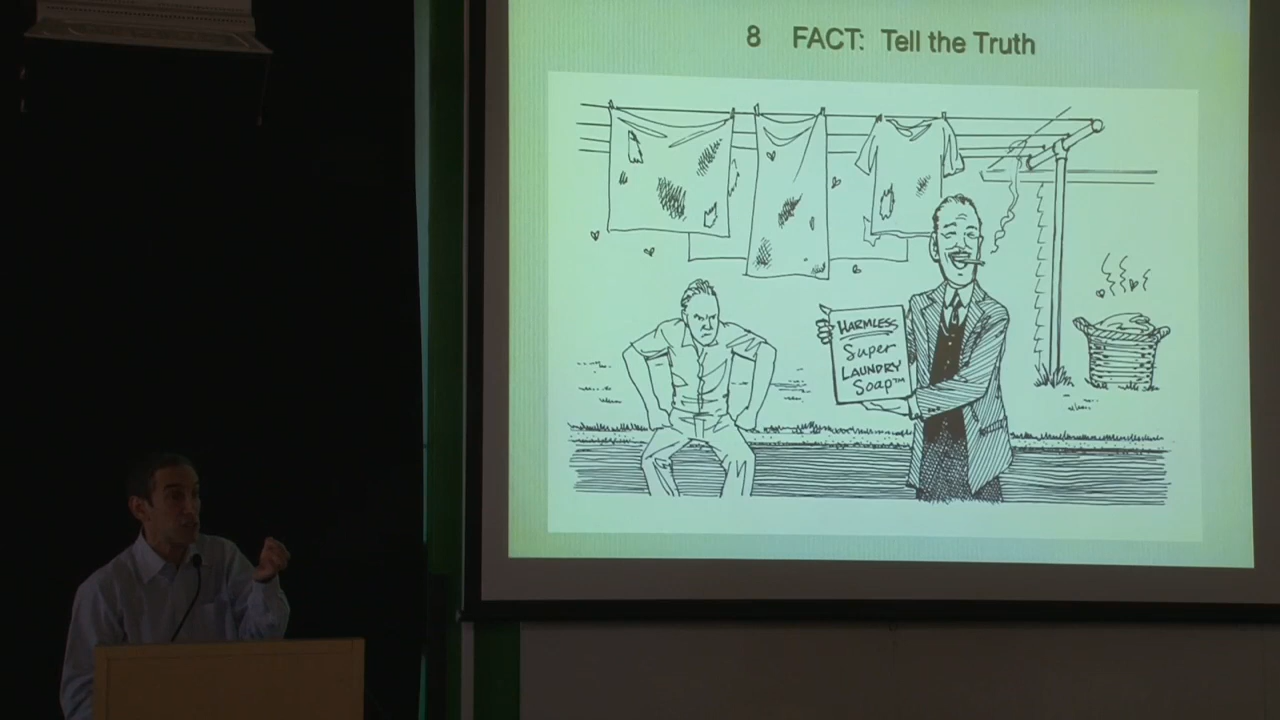 8 FACT: Tell the Truth
HARMLESS
Super
LAUNDRY
Soap™